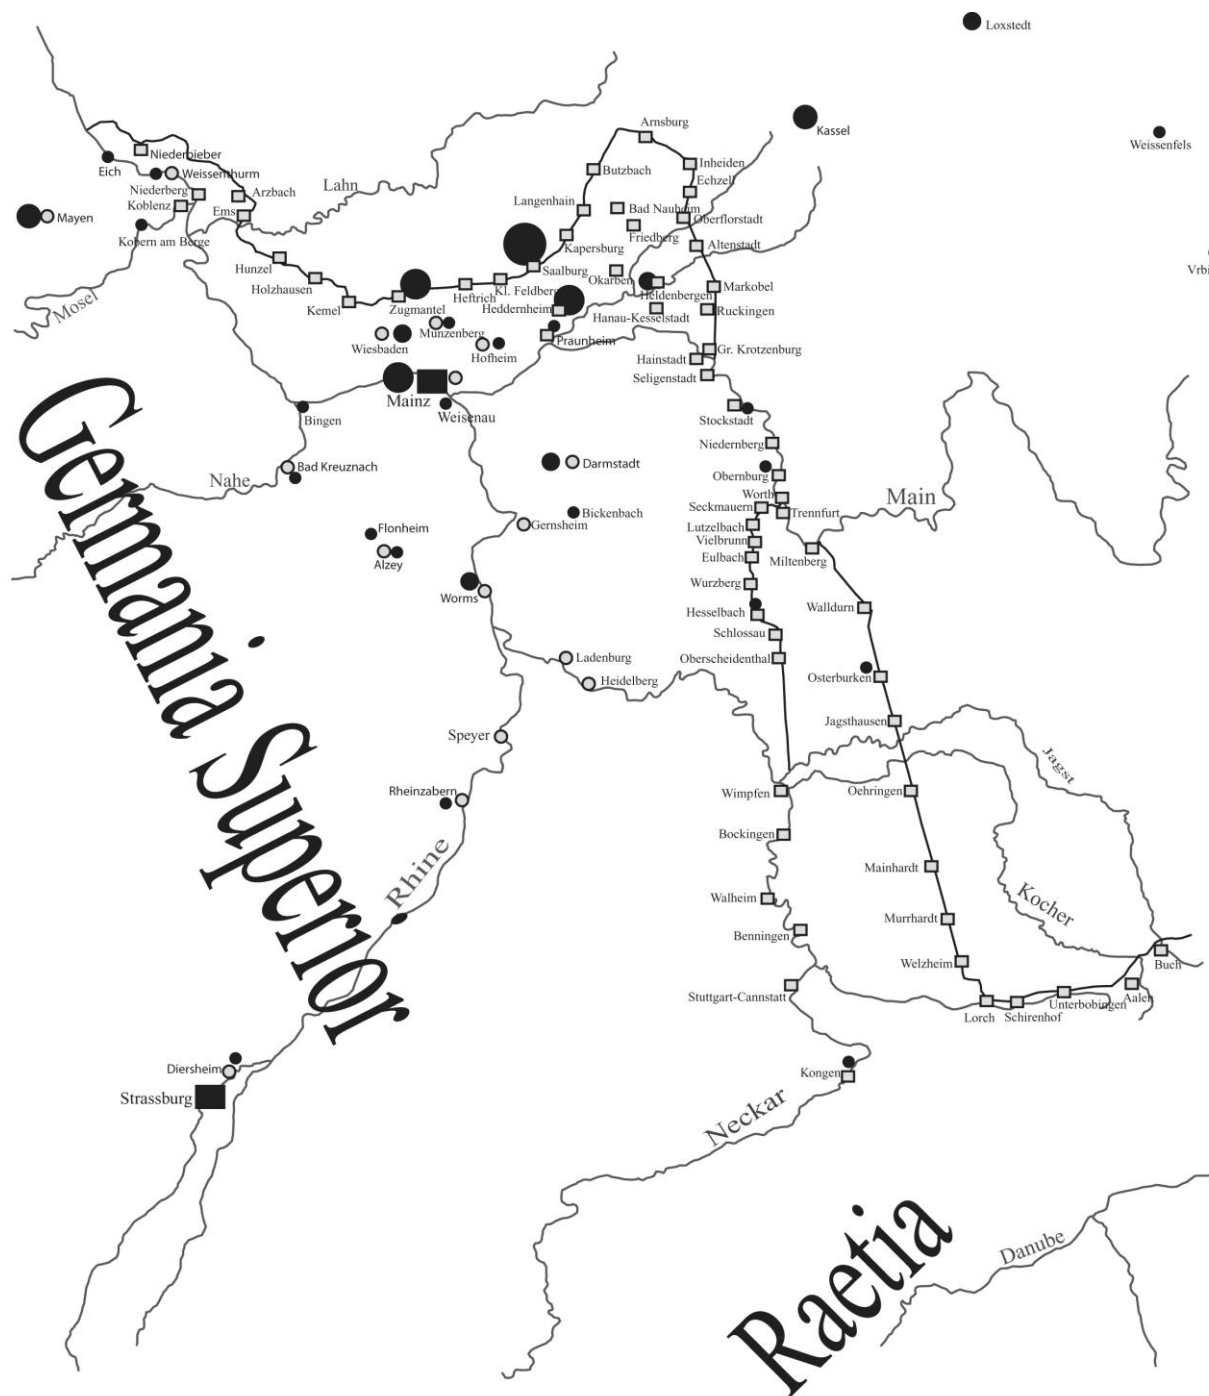 Loxstedt
Kassel
Weissenfels
Arnsburg
Niederbieber
Eich
Weissenthurm
Butzbach
Inheiden
Echzell
Lahn
Niederberg
Arzbach
Koblenz
Ems
Mayen
Kobern am Berge
Langenhain
Bad Nauheim
Oberflorstadt
Friedberg
Kapersburg
Altenstadt
Hunzel
Saalburg
Okarben
Vrbi
Holzhausen
Heftrich
Kl. Feldberg
Heldenbergen
Markobel
Mosel
Kemel
Zugmantel
Heddernheim
Hanau-Kesselstadt
Ruckingen
Munzenberg
Wiesbaden
Hofheim
Praunheim
Gr. Krotzenburg
Hainstadt
Seligenstadt
Mainz
Weisenau
Bingen
Stockstadt
Niedernberg
Bad Kreuznach
Nahe
Darmstadt
Obernburg
Worth
Main
Seckmauern
Trennfurt
Bickenbach
Gernsheim
Lutzelbach
Flonheim
Vielbrunn
Alzey
Eulbach
Miltenberg
Wurzberg
Worms
Hesselbach
Walldurn
Schlossau
Ladenburg
Oberscheidenthal
Heidelberg
Osterburken
Germania Superior
Jagsthausen
Speyer
Jagst
Rheinzabern
Wimpfen
Oehringen
Bockingen
Rhine
Mainhardt
Walheim
Kocher
Murrhardt
Benningen
Welzheim
Buch
Stuttgart-Cannstatt
Aalen
Unterbobingen
Lorch
Schirenhof
Diersheim
Kongen
Strassburg
Neckar
Raetia
Danube